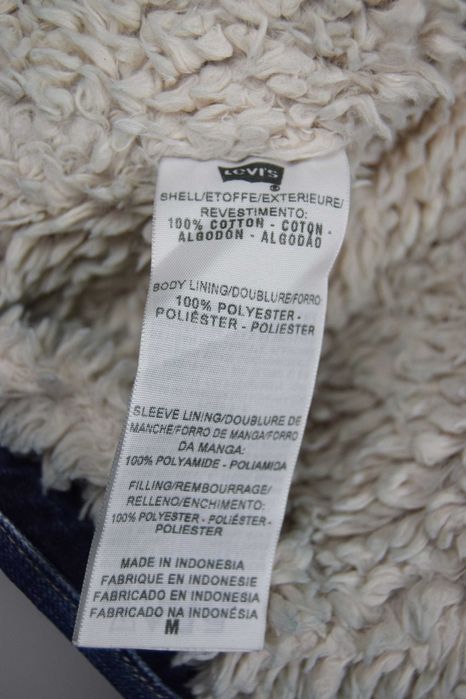 Levi's
®
SHELL/ETOFFE/EXTERIEURE/
REVESTIMENTO:
100% COTTON - COTON -
ALGODON - ALGODÃO
BODY LINING/DOUBLURE/FORRO:
100% POLYESTER -
POLIÉSTER - POLIESTER
SLEEVE LINING/DOUBLURE DE
MANCHE/FORRO DE MANGA/FORRO
DA MANGA:
100% POLYAMIDE - POLIAMIDA
FILLING/REMBOURRAGE/
RELLENO/ENCHIMENTO:
100% POLYESTER - POLIÉSTER -
POLIESTER
MADE IN INDONESIA
FABRIQUE EN INDONESIE
FABRICADO EN INDONESIA
FABRICADO NA INDONÉSIA
M